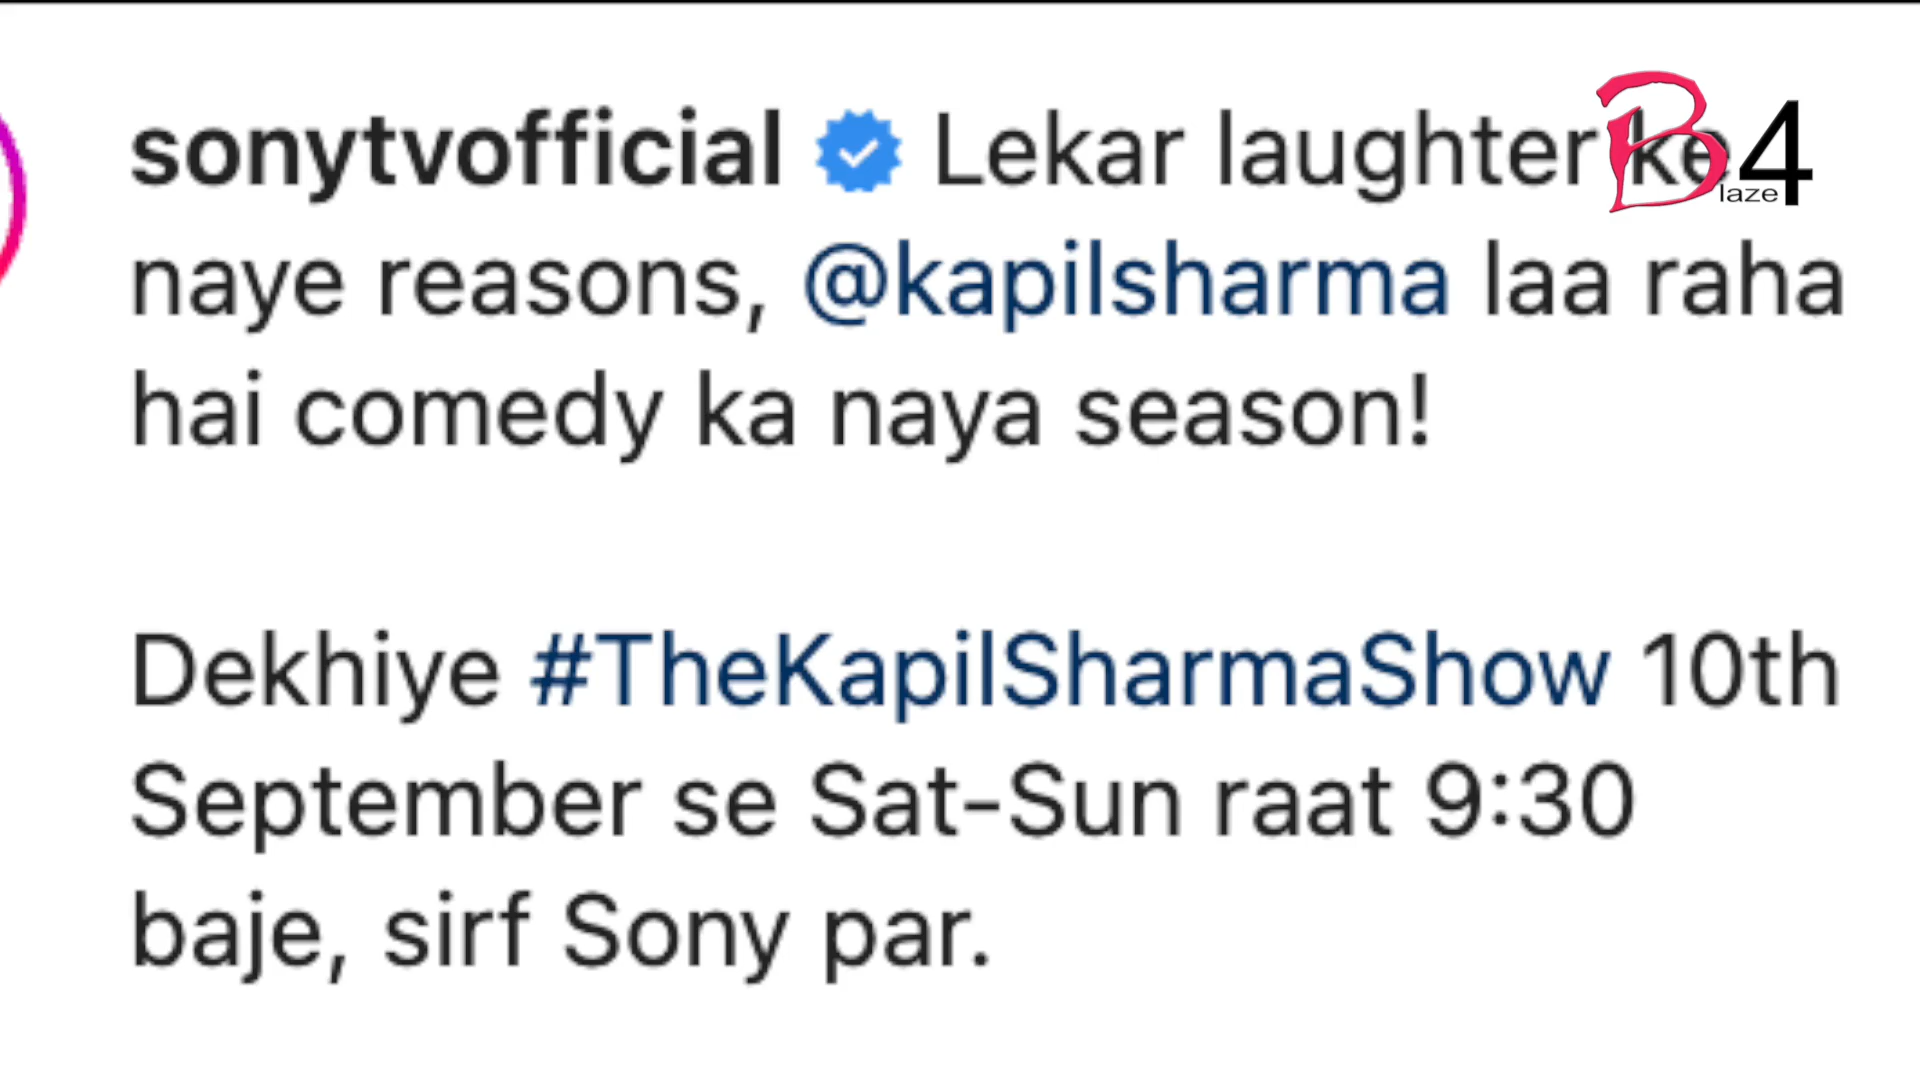 sonytvofficial Lekar laughter ke
naye reasons, @kapilsharma laa raha
hai comedy ka naya season!
Dekhiye #TheKapilSharmaShow 10th
September se Sat-Sun raat 9:30
baje, sirf Sony par.
B4
laze